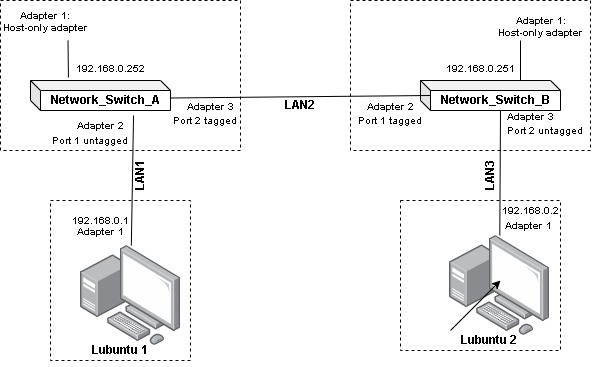 Adapter 1:
Host-only adapter
192.168.0.252
Network_Switch_A
Adapter 3
Port 2 tagged
Adapter 2
Port 1 untagged
LAN2
Adapter 1:
Host-only adapter
192.168.0.251
Network_Switch_B
Adapter 2
Port 1 tagged
Adapter 3
Port 2 untagged
LAN1
LAN3
192.168.0.1
Adapter 1
Lubuntu 1
192.168.0.2
Adapter 1
Lubuntu 2